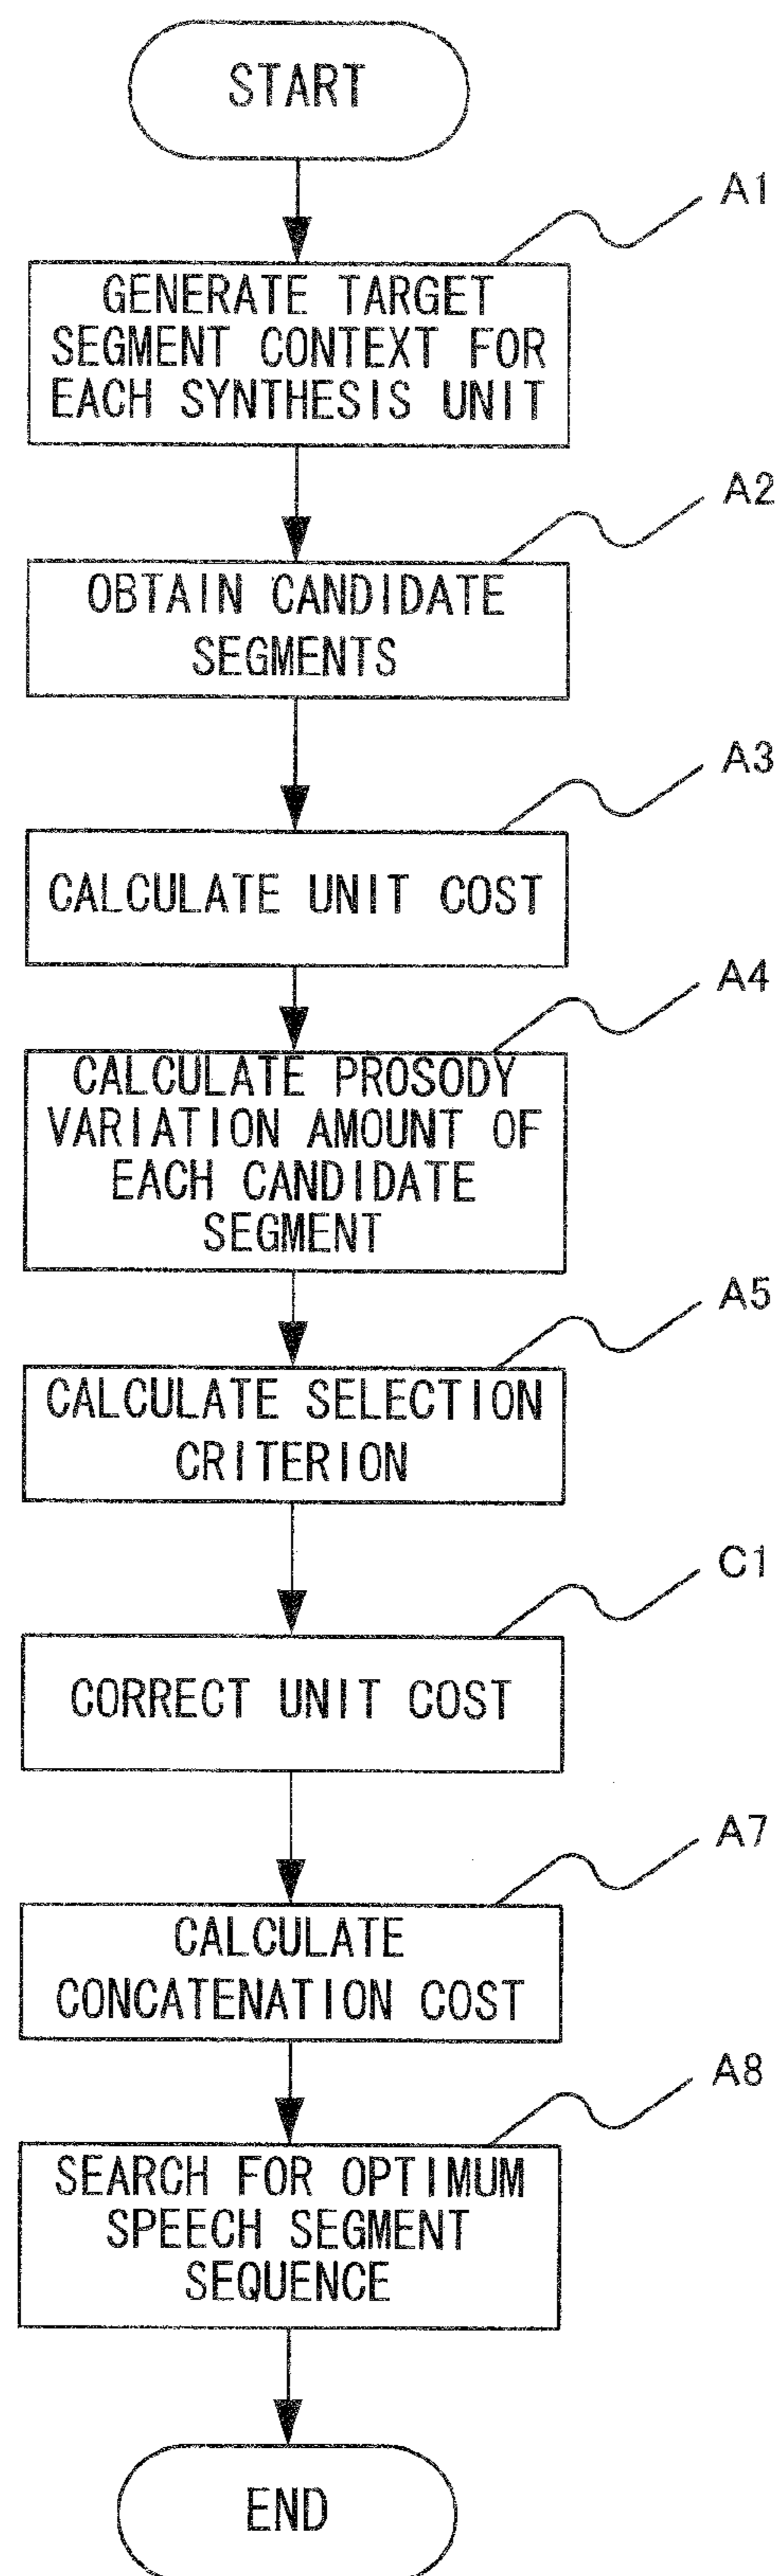 START
A1
GENERATE TARGET
SEGMENT CONTEXT FOR
EACH SYNTHESIS UNIT
A2
OBTAIN CANDIDATE
SEGMENTS
A3
CALCULATE UNIT COST
A4
CALCULATE PROSODY
VARIATION AMOUNT OF
EACH CANDIDATE
SEGMENT
A5
CALCULATE SELECTION
CRITERION
C1
CORRECT UNIT COST
A7
CALCULATE
CONCATENATION COST
A8
SEARCH FOR OPTIMUM
SPEECH SEGMENT
SEQUENCE
END